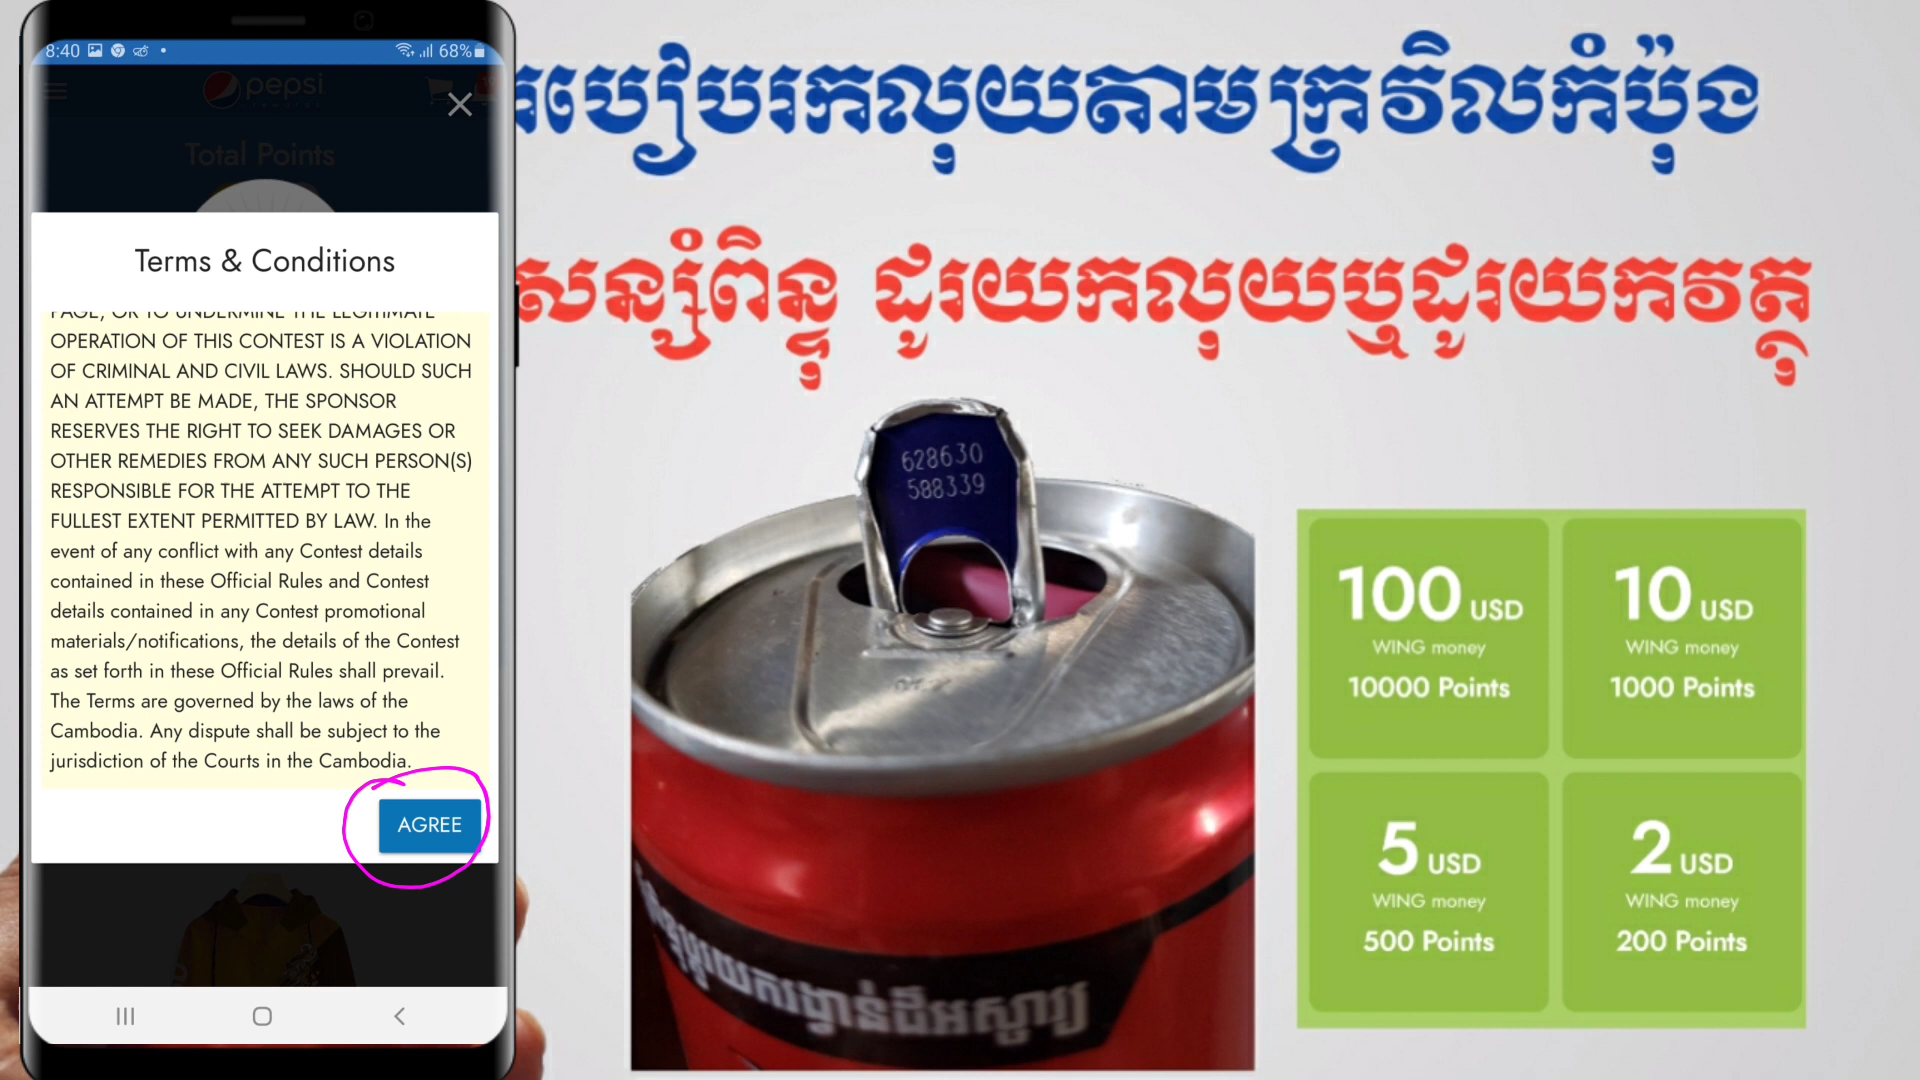 8:40
68%
pepsi
Total Points
Terms & Conditions
PAGE, OR TO UNDERMINE THE LEGITIMATE
OPERATION OF THIS CONTEST IS A VIOLATION
OF CRIMINAL AND CIVIL LAWS. SHOULD SUCH
AN ATTEMPT BE MADE, THE SPONSOR
RESERVES THE RIGHT TO SEEK DAMAGES OR
OTHER REMEDIES FROM ANY SUCH PERSON(S)
RESPONSIBLE FOR THE ATTEMPT TO THE
FULLEST EXTENT PERMITTED BY LAW. In the
event of any conflict with any Contest details
contained in these Official Rules and Contest
details contained in any Contest promotional
materials/notifications, the details of the Contest
as set forth in these Official Rules shall prevail.
The Terms are governed by the laws of the
Cambodia. Any dispute shall be subject to the
jurisdiction of the Courts in the Cambodia.
AGREE
របៀបរកលុយតាមក្រវិលកំប៉ុង
សន្សំពិន្ទុ ដូរយកលុយឬដូរយកវត្ថុ
628630
588339
100 USD
WING money
10000 Points
10 USD
WING money
1000 Points
5 USD
WING money
500 Points
2 USD
WING money
200 Points